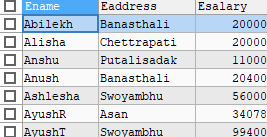 Ename Eaddress Esalary
Abilekh Banasthali 20000
Alisha Chettrapati 20000
Anshu Putalisadak 11000
Anush Banasthali 20400
Ashlesha Swoyambhu 56000
AyushR Asan 34078
AyushT Swoyambhu 99400